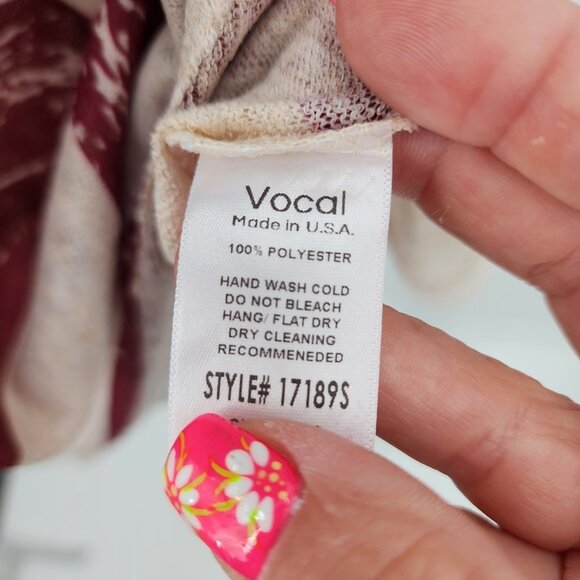 Vocal
Made in U.S.A.
100% POLYESTER
HAND WASH COLD
DO NOT BLEACH
HANG/ FLAT DRY
DRY CLEANING
RECOMMENEDED
STYLE# 17189S